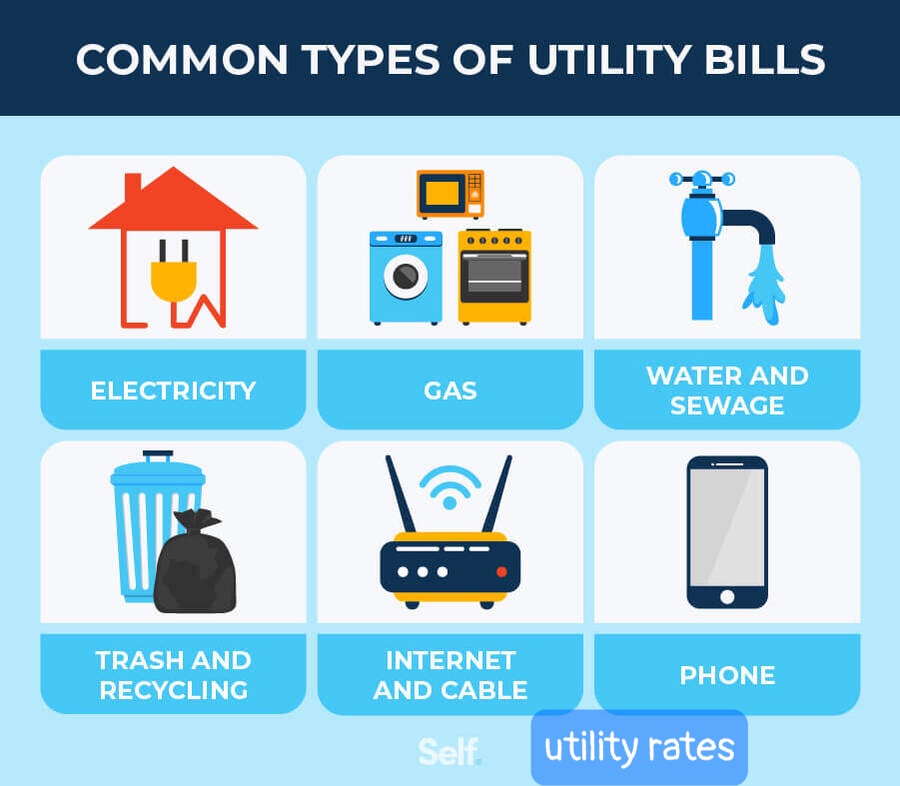 COMMON TYPES OF UTILITY BILLS
ELECTRICITY
GAS
WATER AND
SEWAGE
TRASH AND
RECYCLING
INTERNET
AND CABLE
PHONE
Self.
utility rates